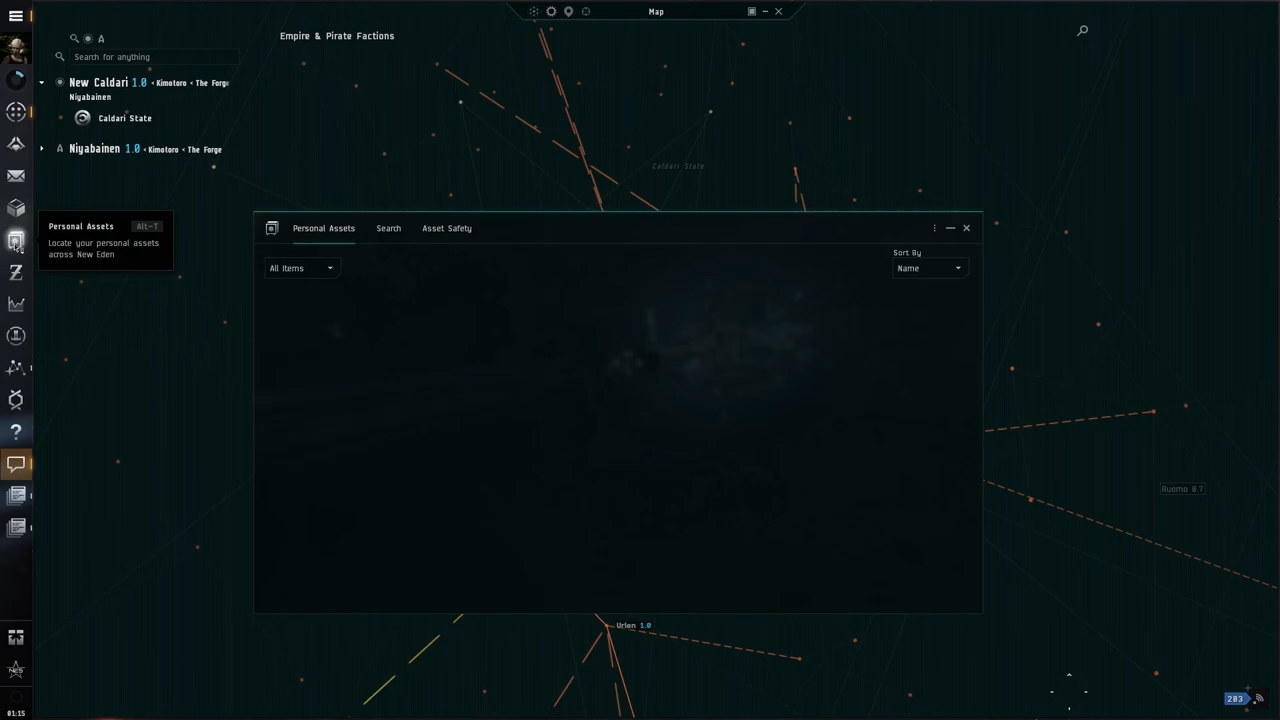 Map
Empire & Pirate Factions
A
Search for anything
New Caldari 1.0 < Kimotoro < The Forge
Niyabainen
Caldari State
A Niyabainen 1.0 < Kimotoro < The Forge
Caldari State
Personal Assets Alt-T
Locate your personal assets
across New Eden
Personal Assets Search Asset Safety
Sort By
All Items Name
Ruomo 0.7
Urlen 1.0
NES
203
01:15